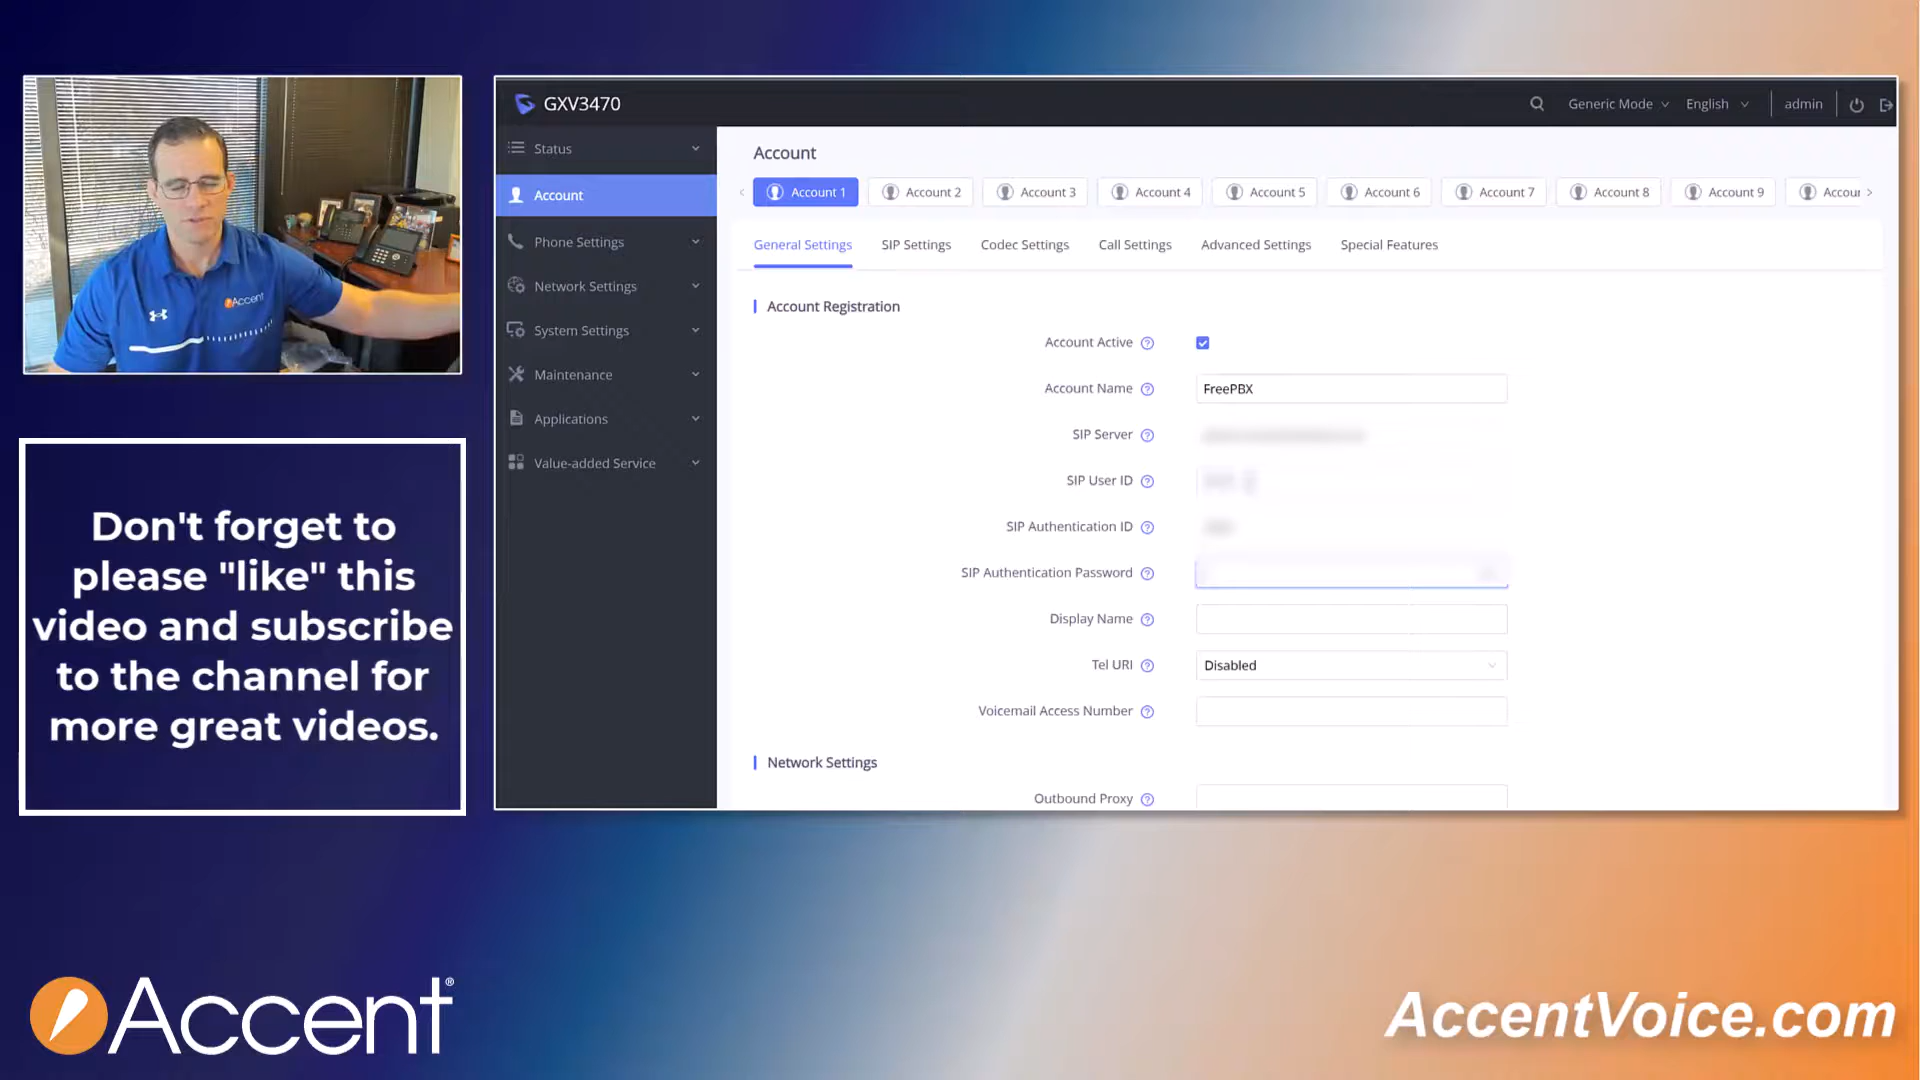 Accent
Don't forget to
please "like" this
video and subscribe
to the channel for
more great videos.
GXV3470
Generic Mode
English
admin
Status
Account
Phone Settings
Network Settings
System Settings
Maintenance
Applications
Value-added Service
Account
Account 1
Account 2
Account 3
Account 4
Account 5
Account 6
Account 7
Account 8
Account 9
Accour
General Settings
SIP Settings
Codec Settings
Call Settings
Advanced Settings
Special Features
Account Registration
Account Active
Account Name
FreePBX
SIP Server
SIP User ID
SIP Authentication ID
SIP Authentication Password
Display Name
Tel URI
Disabled
Voicemail Access Number
Network Settings
Outbound Proxy
Accent®
AccentVoice.com